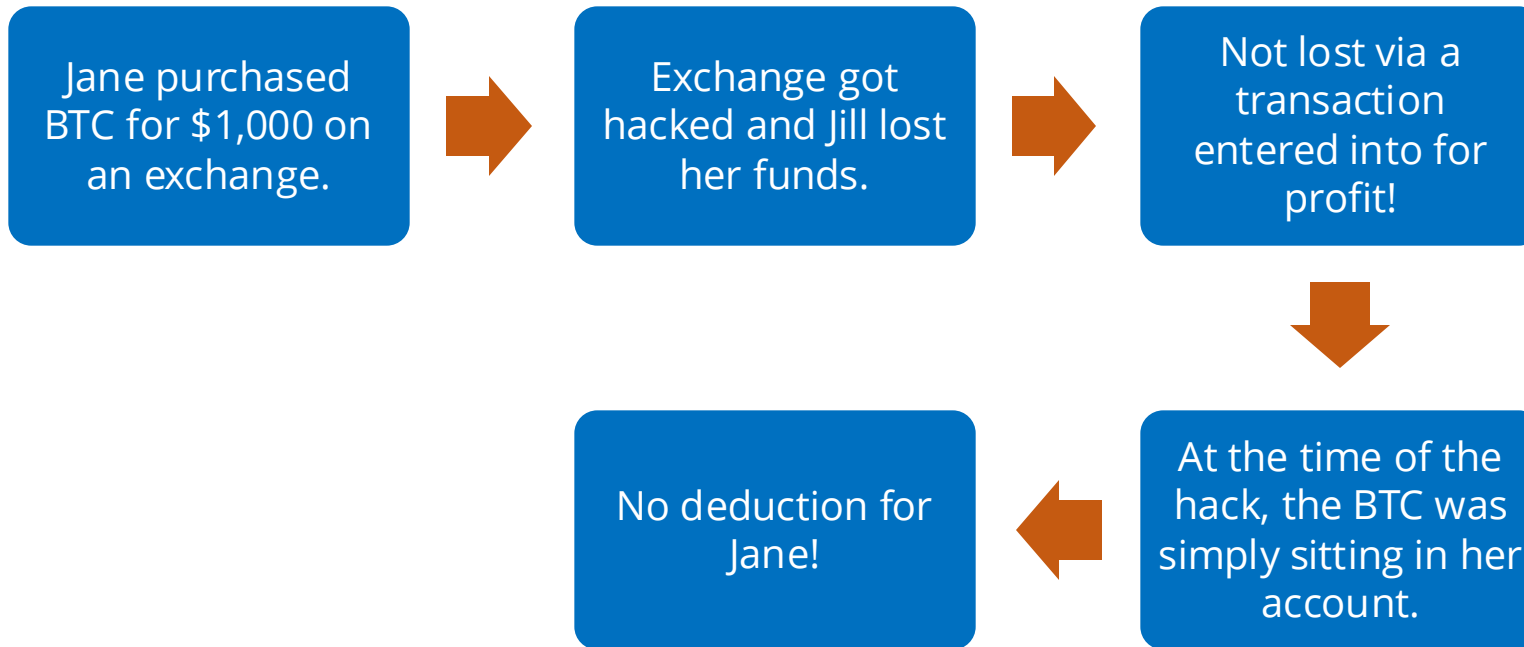 Jane purchased
BTC for $1,000 on
an exchange.
Exchange got
hacked and Jill lost
her funds.
Not lost via a
transaction
entered into for
profit!
At the time of the
hack, the BTC was
simply sitting in her
account.
No deduction for
Jane!